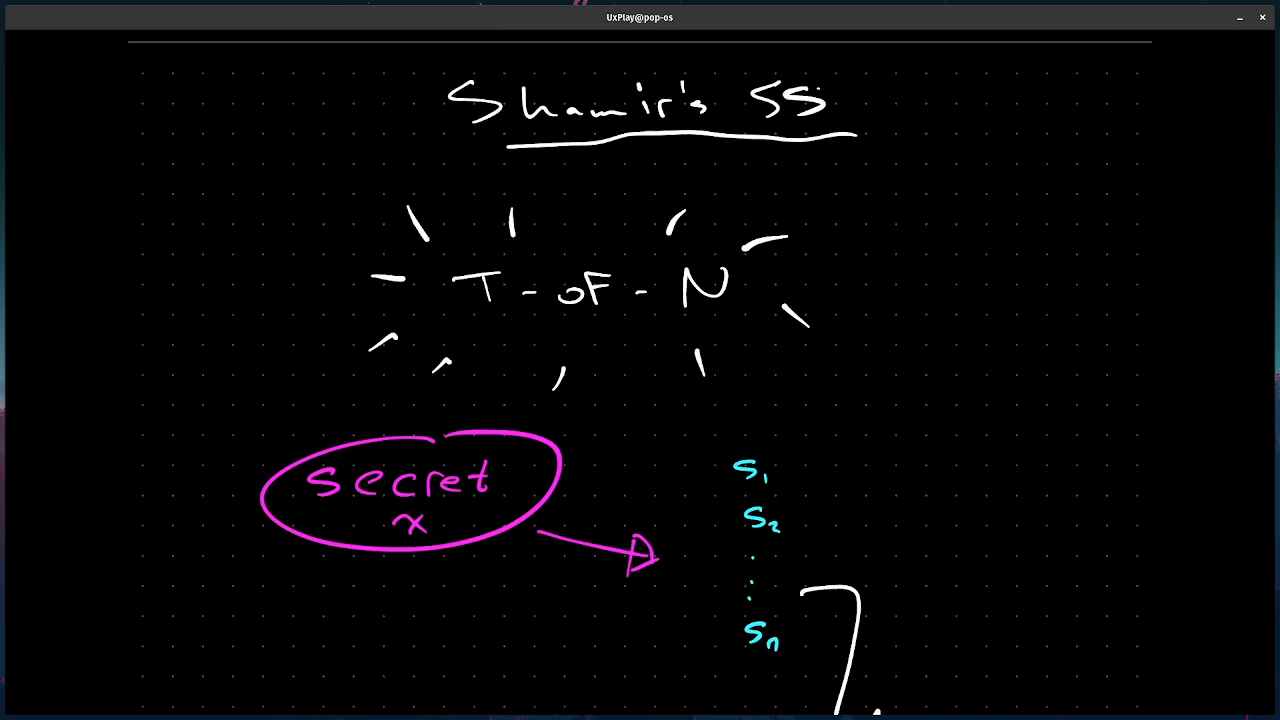 UxPlay@pop-os
Shamir's SS
T-oF-N
secret
x
S₁
S₂
.
.
.
Sₙ